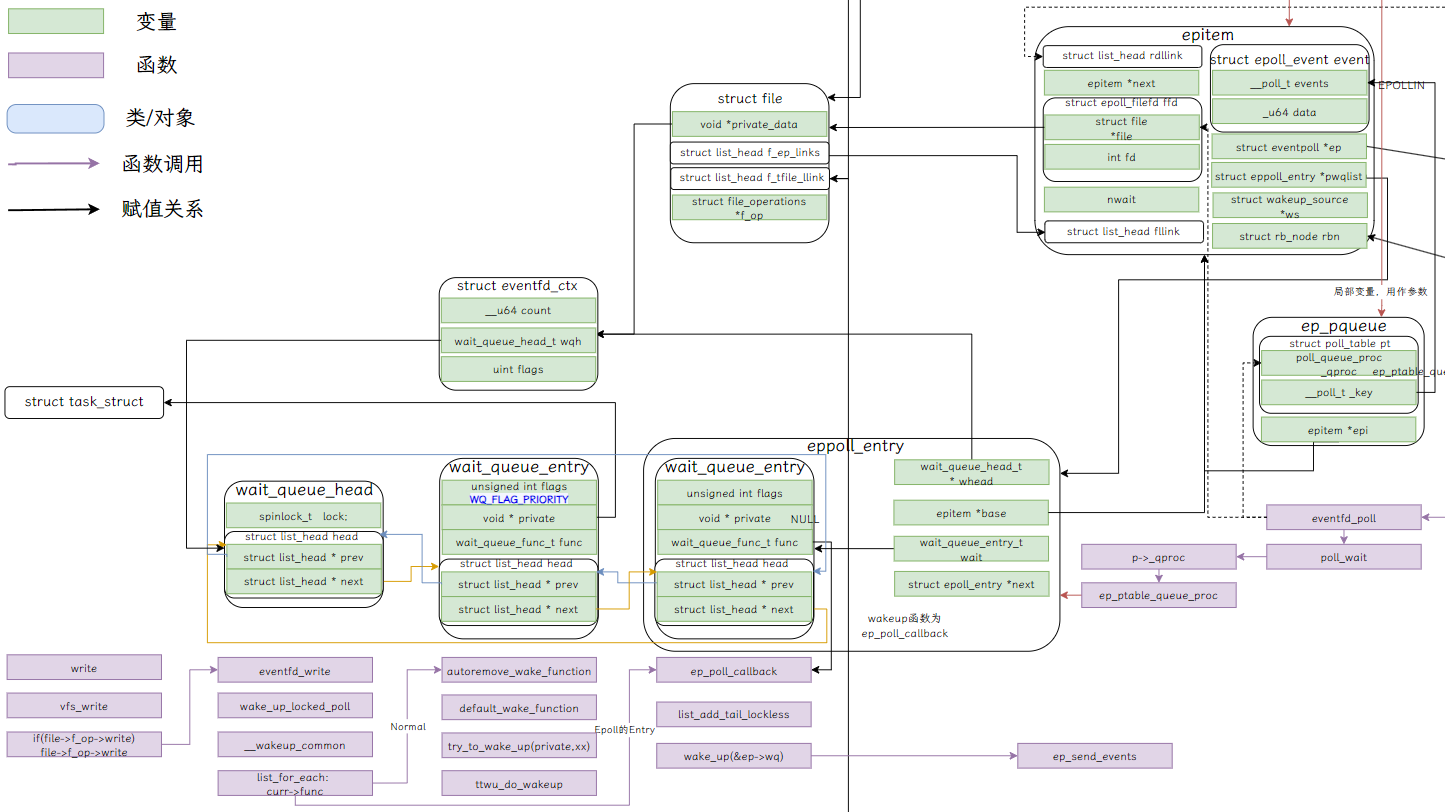 变量
函数
类/对象
函数调用
赋值关系
struct file
void *private_data
struct list_head f_ep_links
struct list_head f_tfile_llink
struct file_operations
*f_op
epitem
struct list_head rdllink
epitem *next
struct epoll_filefd ffd
struct file
*file
int fd
nwait
struct list_head fllink
struct epoll_event event
__poll_t events
EPOLLIN
_u64 data
struct eventpoll *ep
struct eppoll_entry *pwqlist
struct wakeup_source
*ws
struct rb_node rbn
局部变量，用作参数
ep_pqueue
struct poll_table pt
poll_queue_proc
_qproc
ep_ptable_que
__poll_t _key
epitem *epi
struct eventfd_ctx
__u64 count
wait_queue_head_t wqh
uint flags
struct task_struct
wait_queue_head
spinlock_t lock;
struct list_head head
struct list_head * prev
struct list_head * next
wait_queue_entry
unsigned int flags
WQ_FLAG_PRIORITY
void * private
wait_queue_func_t func
struct list_head head
struct list_head * prev
struct list_head * next
eppoll_entry
wait_queue_entry
unsigned int flags
void * private
NULL
wait_queue_func_t func
struct list_head head
struct list_head * prev
struct list_head * next
wait_queue_head_t
* whead
epitem *base
wait_queue_entry_t
wait
struct epoll_entry *next
wakeup函数为
ep_poll_callback
eventfd_poll
poll_wait
p->_qproc
ep_ptable_queue_proc
write
vfs_write
if(file->f_op->write)
file->f_op->write
eventfd_write
wake_up_locked_poll
__wakeup_common
list_for_each:
curr->func
Normal
autoremove_wake_function
default_wake_function
try_to_wake_up(private,xx)
ttwu_do_wakeup
Epoll的Entry
ep_poll_callback
list_add_tail_lockless
wake_up(&ep->wq)
ep_send_events